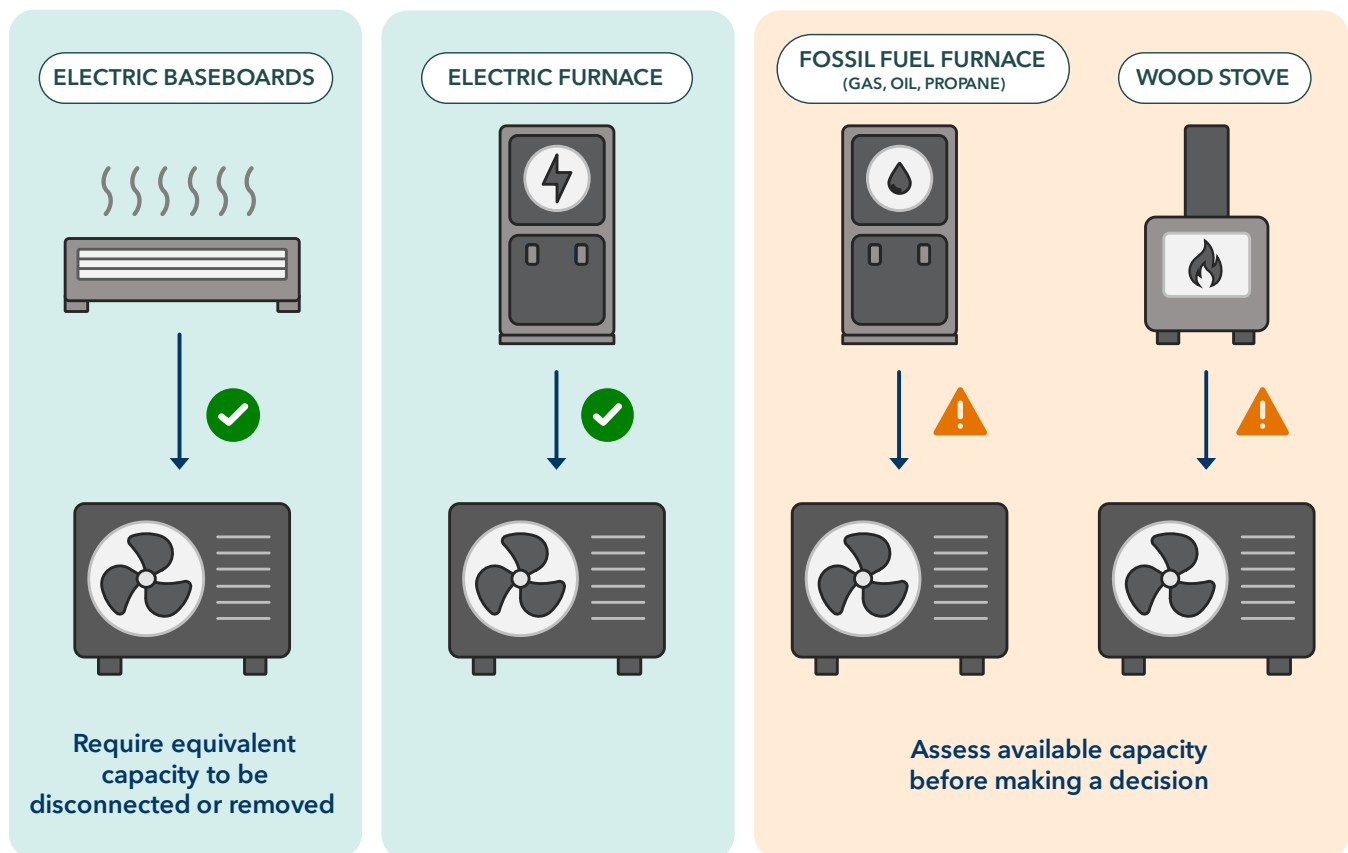 ELECTRIC BASEBOARDS
ELECTRIC FURNACE
FOSSIL FUEL FURNACE
(GAS, OIL, PROPANE)
WOOD STOVE
Require equivalent
capacity to be
disconnected or removed
Assess available capacity
before making a decision